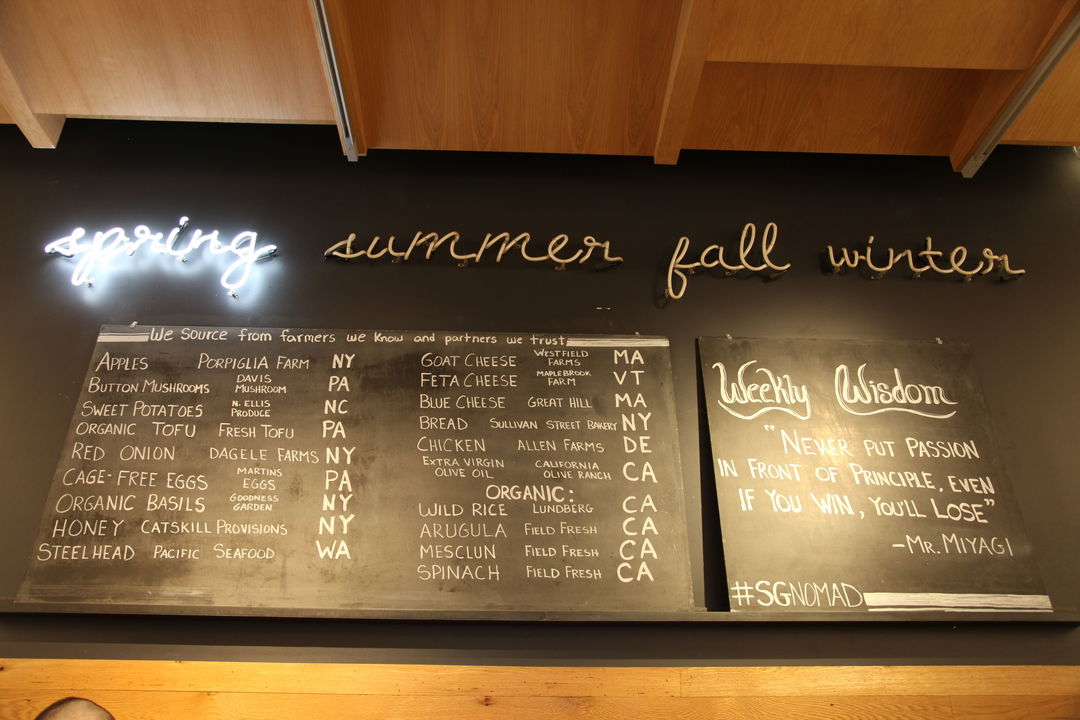 spring summer fall winter
We Source from farmers we know and partners we trust
APPLES PORPIGLIA FARM NY
BUTTON MUSHROOMS DAVIS MUSHROOM PA
SWEET POTATOES N. ELLIS PRODUCE NC
ORGANIC TOFU FRESH TOFU PA
RED ONION DAGELE FARMS NY
CAGE-FREE EGGS MARTINS EGGS PA
ORGANIC BASILS GOODNESS GARDEN NY
HONEY CATSKILL PROVISIONS NY
STEELHEAD PACIFIC SEAFOOD WA
GOAT CHEESE WESTFIELD FARMS MA
FETA CHEESE MAPLEBROOK FARM VT
BLUE CHEESE GREAT HILL MA
BREAD SULLIVAN STREET BAKERY NY
CHICKEN ALLEN FARMS DE
EXTRA VIRGIN OLIVE OIL CALIFORNIA OLIVE RANCH CA
ORGANIC:
WILD RICE LUNDBERG CA
ARUGULA FIELD FRESH CA
MESCLUN FIELD FRESH CA
SPINACH FIELD FRESH CA
Weekly Wisdom
"NEVER PUT PASSION
IN FRONT OF PRINCIPLE, EVEN
IF YOU WIN, YOU'LL LOSE"
-MR. MIYAGI
#SGNOMAD